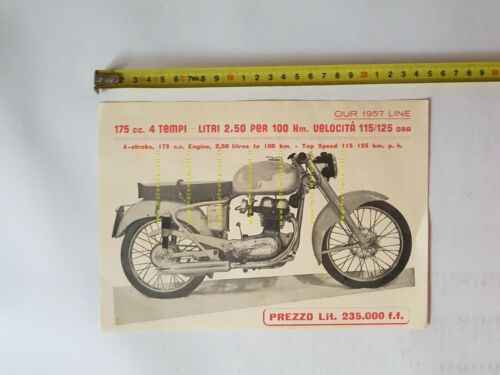 OUR 1957 LINE
175 cc. 4 TEMPI - LITRI 2,50 PER 100 Km. VELOCITÀ 115/125 ORA
4-stroke, 175 c.c. Engine, 2,50 litres to 100 km. - Top Speed 115 125 km. p. h.
PREZZO Lit. 235.000 f.f.